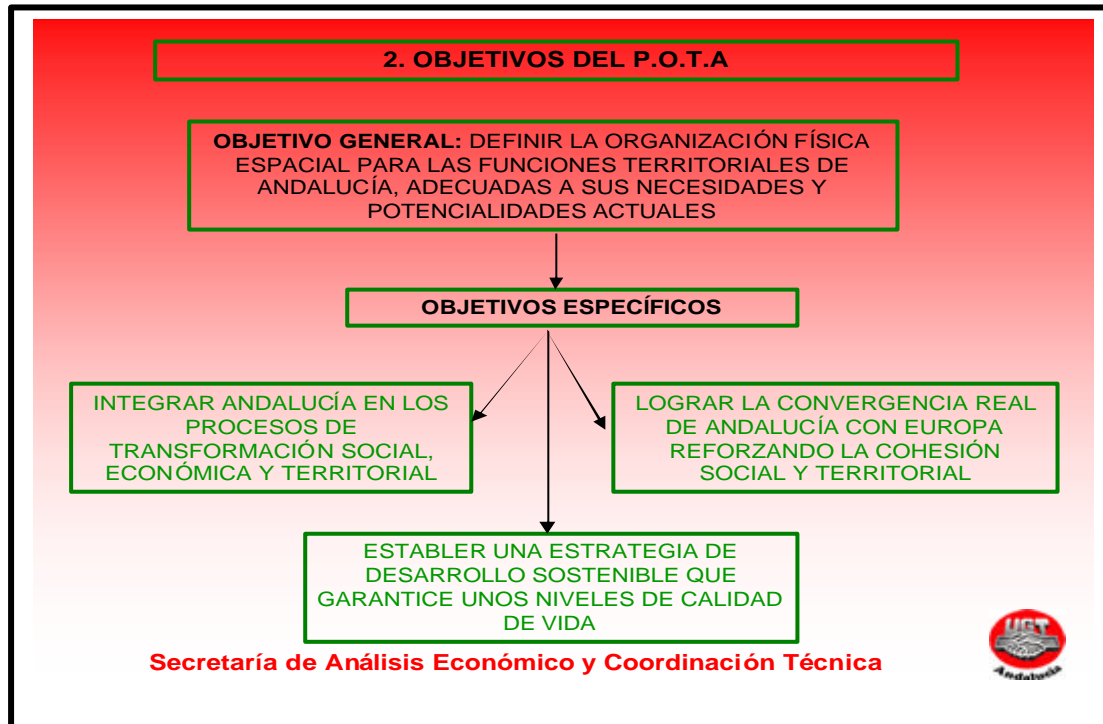 2. OBJETIVOS DEL P.O.T.A
OBJETIVO GENERAL: DEFINIR LA ORGANIZACIÓN FÍSICA
ESPACIAL PARA LAS FUNCIONES TERRITORIALES DE
ANDALUCÍA, ADECUADAS A SUS NECESIDADES Y
POTENCIALIDADES ACTUALES
OBJETIVOS ESPECÍFICOS
INTEGRAR ANDALUCÍA EN LOS
PROCESOS DE
TRANSFORMACIÓN SOCIAL,
ECONÓMICA Y TERRITORIAL
LOGRAR LA CONVERGENCIA REAL
DE ANDALUCÍA CON EUROPA
REFORZANDO LA COHESIÓN
SOCIAL Y TERRITORIAL
ESTABLER UNA ESTRATEGIA DE
DESARROLLO SOSTENIBLE QUE
GARANTICE UNOS NIVELES DE CALIDAD
DE VIDA
Secretaría de Análisis Económico y Coordinación Técnica
UGT
Andalucía